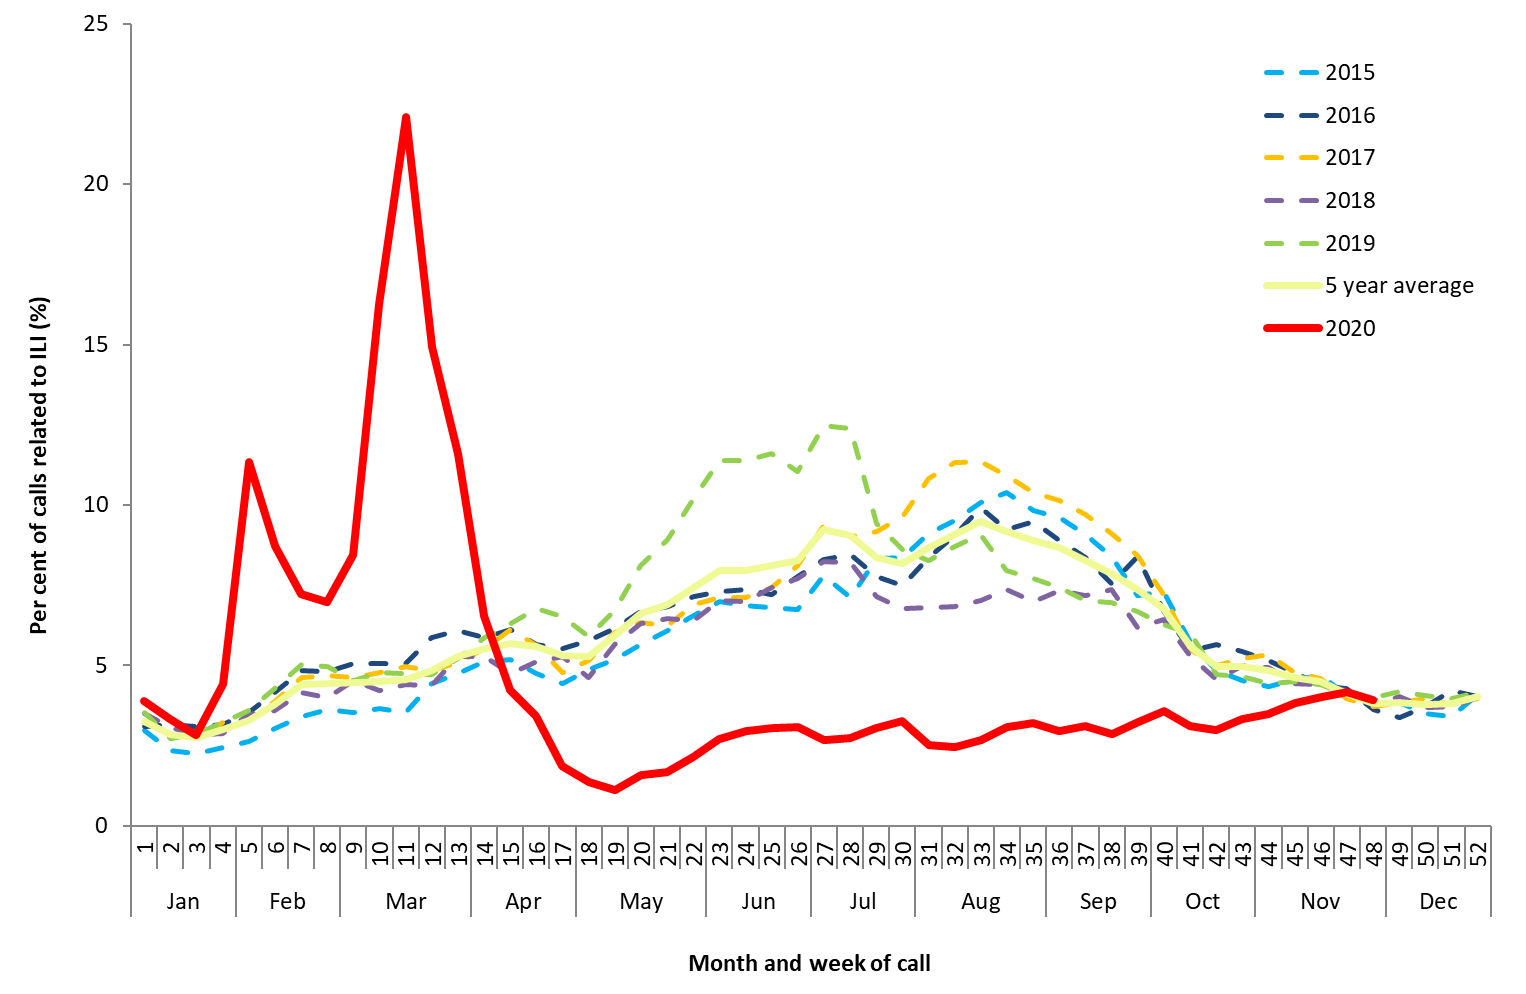 25
20
15
10
5
0
Per cent of calls related to ILI (%)
2015
2016
2017
2018
2019
5 year average
2020
1 2 3 4 5 6 7 8 9 10 11 12 13 14 15 16 17 18 19 20 21 22 23 24 25 26 27 28 29 30 31 32 33 34 35 36 37 38 39 40 41 42 43 44 45 46 47 48 49 50 51 52
Jan Feb Mar Apr May Jun Jul Aug Sep Oct Nov Dec
Month and week of call